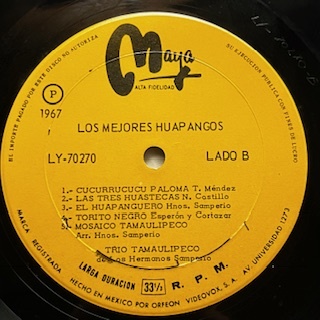 Maya
ALTA FIDELIDAD
P
1967
LOS MEJORES HUAPANGOS
LY-70270 LADO B
1.- CUCURRUCUCU PALOMA T. Méndez
2.- LAS TRES HUASTECAS N. Castillo
3.- EL HUAPANGUERO Hnos. Samperio
4.- TORITO NEGRO Esperón y Cortazar
5) MOSAICO TAMAULIPECO
Arr. Hnos. Samperio
TRIO TAMAULIPECO
de Los Hermanos Samperio
LARGA DURACION 33⅓ R. P. M.
MARCA REGISTRADA HECHO EN MEXICO POR ORFEON VIDEOVOX, S. A. AV. UNIVERSIDAD 1273
EL IMPORTE PAGADO POR ESTE DISCO NO AUTORIZA
SU EJECUCION PUBLICA CON FINES DE LUCRO